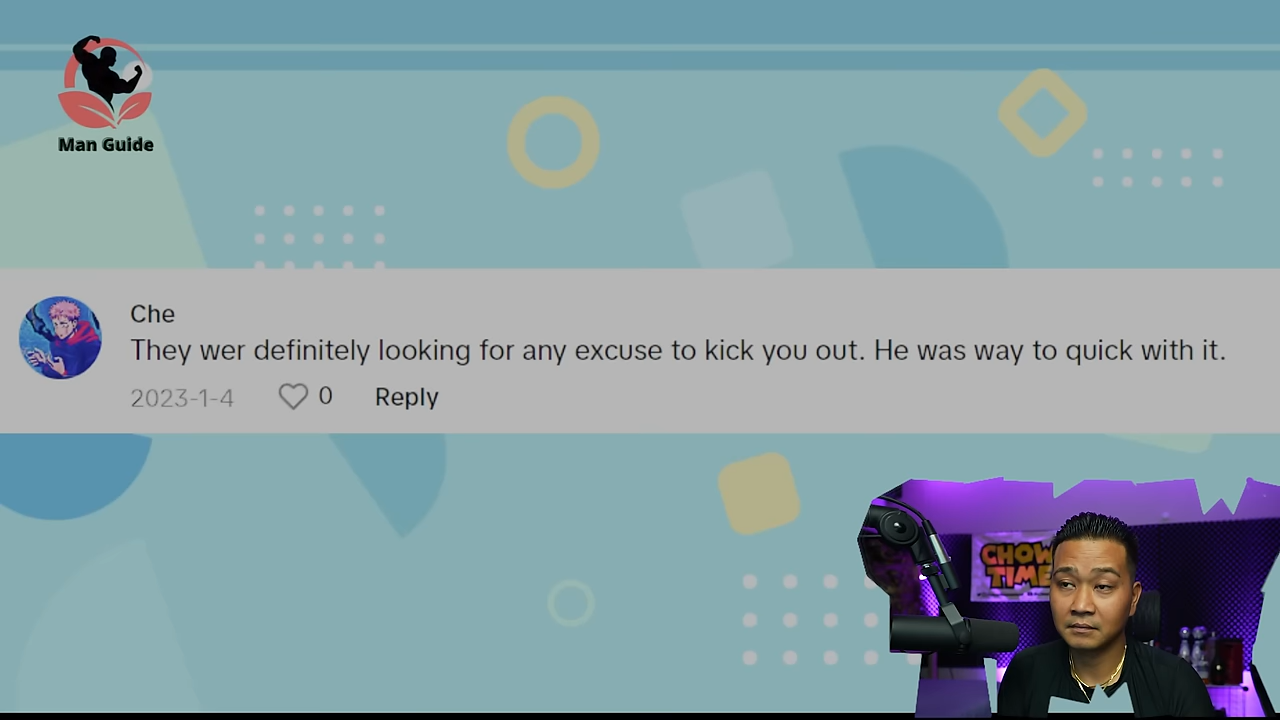 Man Guide
Che
They wer definitely looking for any excuse to kick you out. He was way to quick with it.
2023-1-4 0 Reply
CHOW
TIME